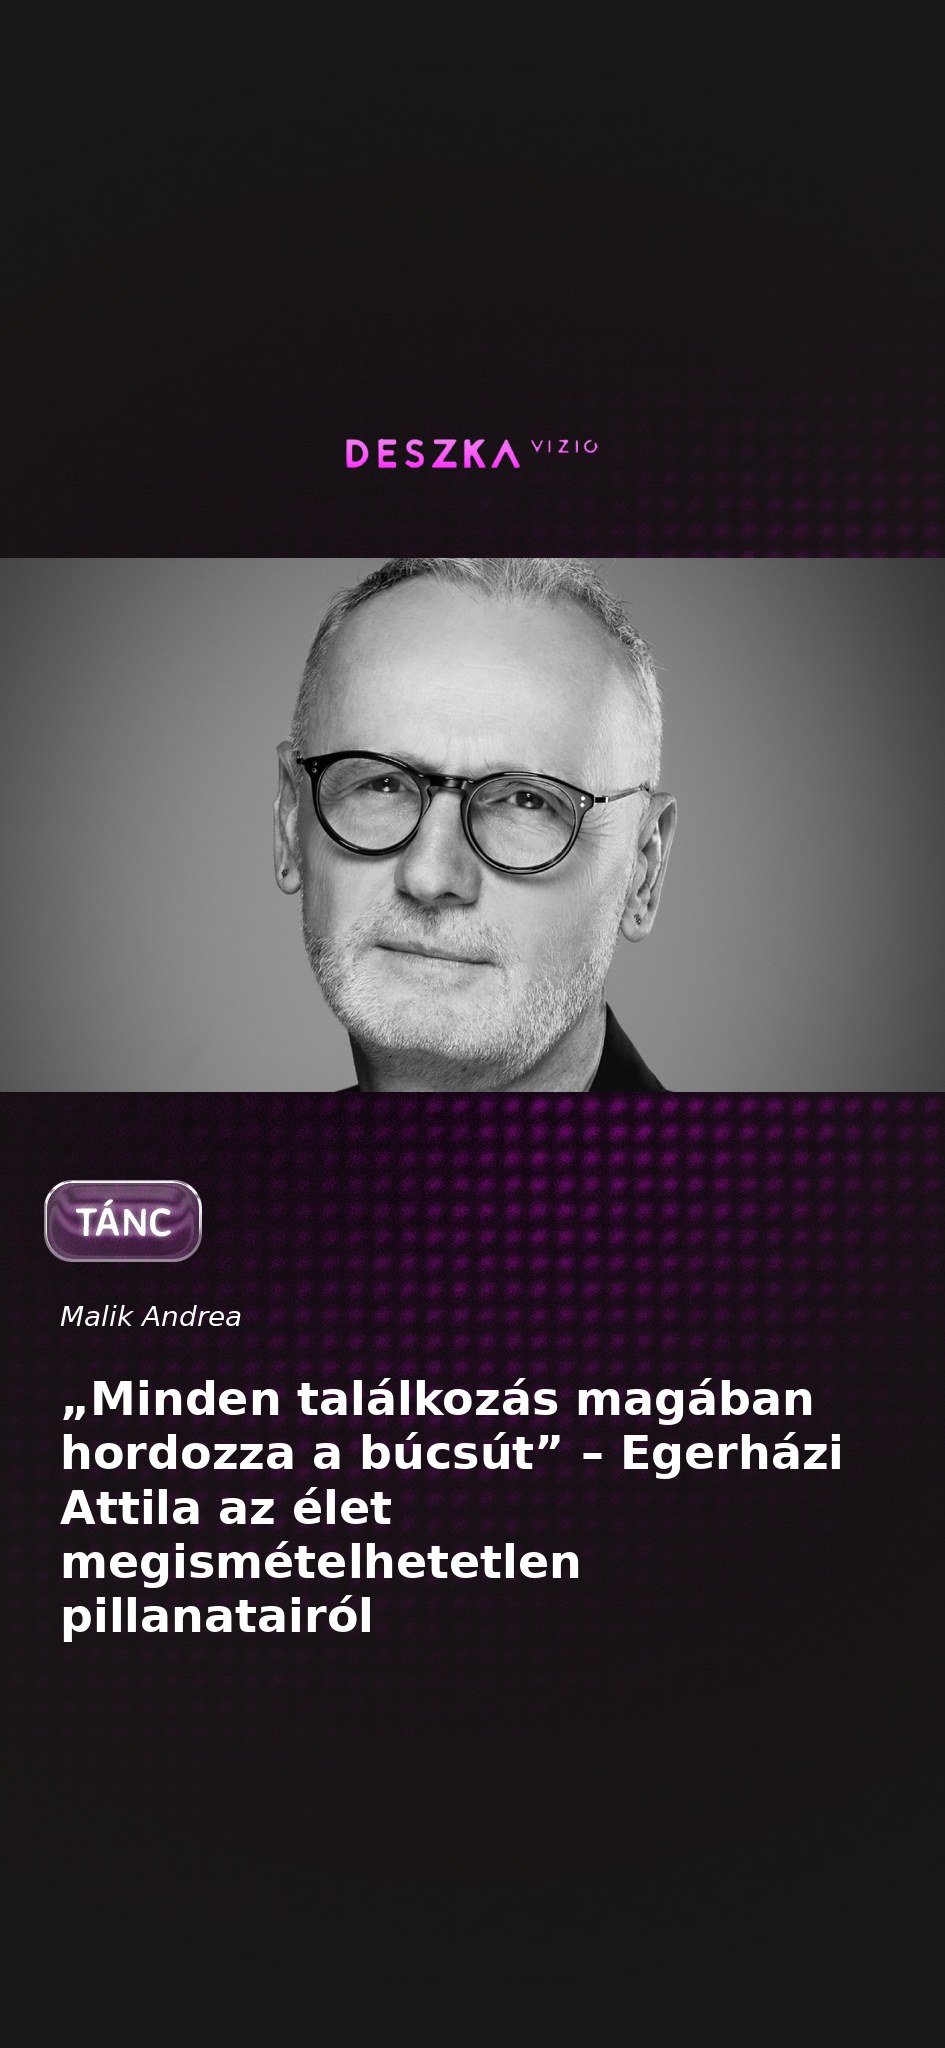 DESZKA VIZIO
TÁNC
Malik Andrea
„Minden találkozás magában
hordozza a búcsút” – Egerházi
Attila az élet
megismételhetetlen
pillanatairól